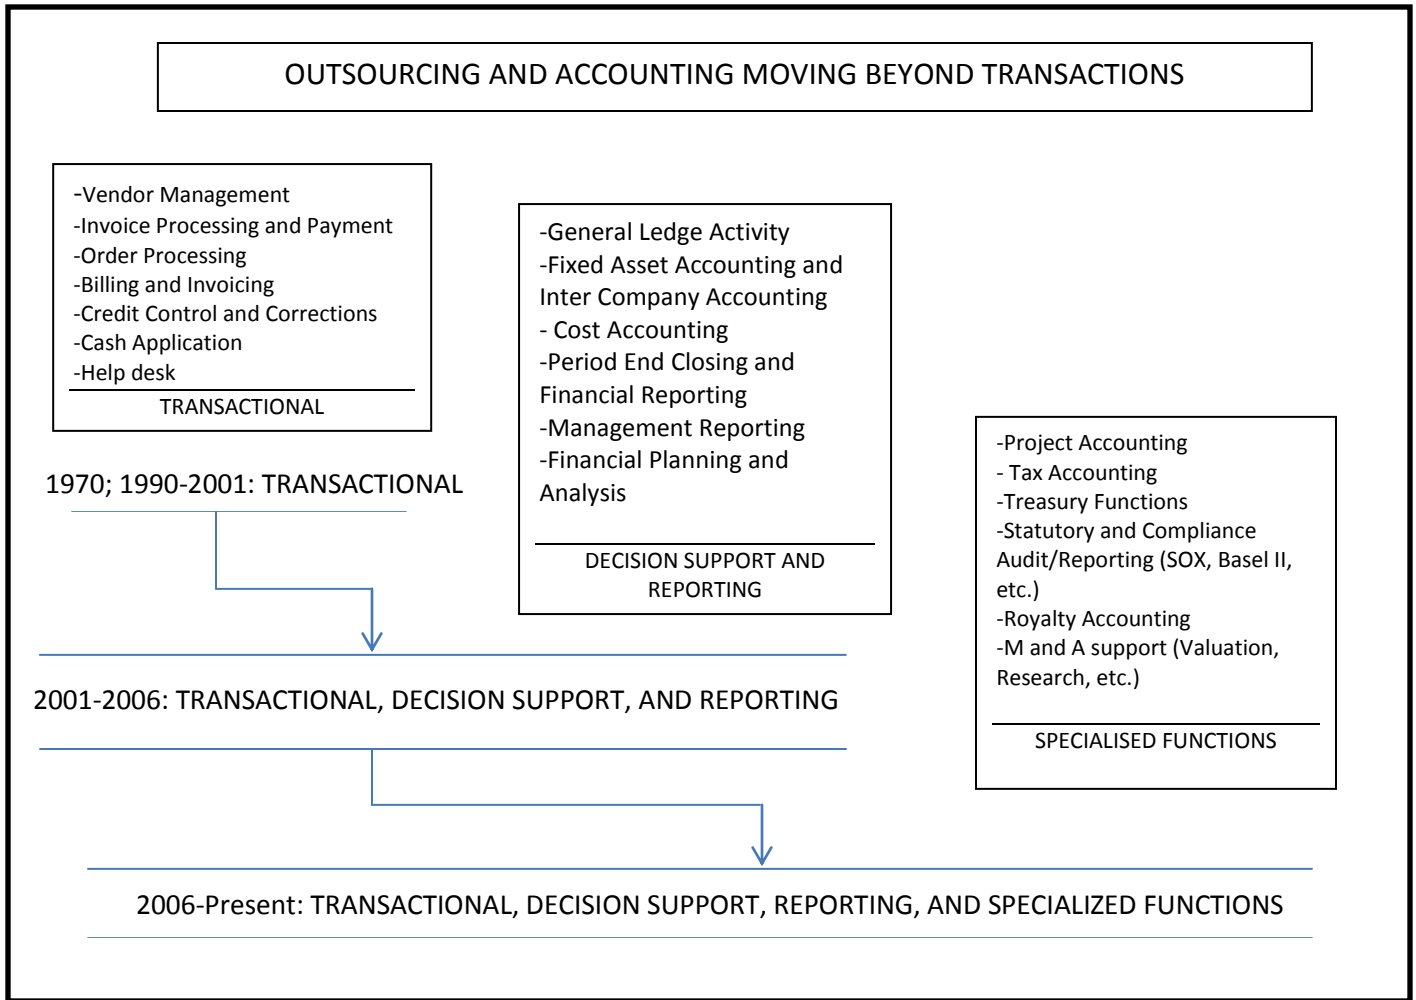 OUTSOURCING AND ACCOUNTING MOVING BEYOND TRANSACTIONS
-Vendor Management
-Invoice Processing and Payment
-Order Processing
-Billing and Invoicing
-Credit Control and Corrections
-Cash Application
-Help desk
TRANSACTIONAL
1970; 1990-2001: TRANSACTIONAL
-General Ledge Activity
-Fixed Asset Accounting and
Inter Company Accounting
- Cost Accounting
-Period End Closing and
Financial Reporting
-Management Reporting
-Financial Planning and
Analysis
DECISION SUPPORT AND
REPORTING
-Project Accounting
- Tax Accounting
-Treasury Functions
-Statutory and Compliance
Audit/Reporting (SOX, Basel II,
etc.)
-Royalty Accounting
-M and A support (Valuation,
Research, etc.)
SPECIALISED FUNCTIONS
2001-2006: TRANSACTIONAL, DECISION SUPPORT, AND REPORTING
2006-Present: TRANSACTIONAL, DECISION SUPPORT, REPORTING, AND SPECIALIZED FUNCTIONS